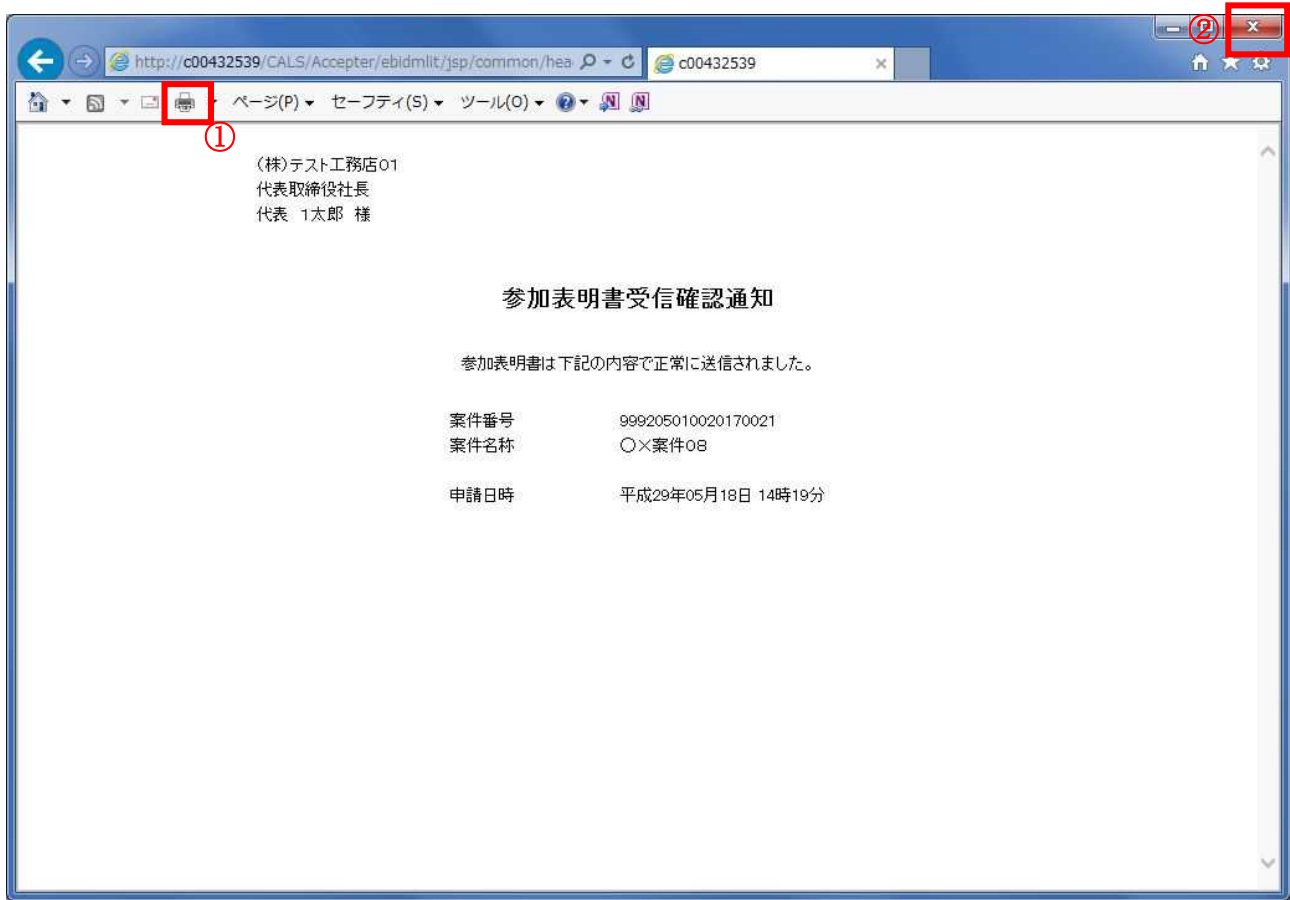 ②
http://c00432539/CALS/Accepter/ebidmlit/jsp/common/hea
c00432539
ページ(P) セーフティ(S) ツール(O)
①
(株)テスト工務店01
代表取締役社長
代表 1太郎 様
参加表明書受信確認通知
参加表明書は下記の内容で正常に送信されました。
案件番号 999205010020170021
案件名称 〇×案件08
申請日時 平成29年05月18日 14時19分